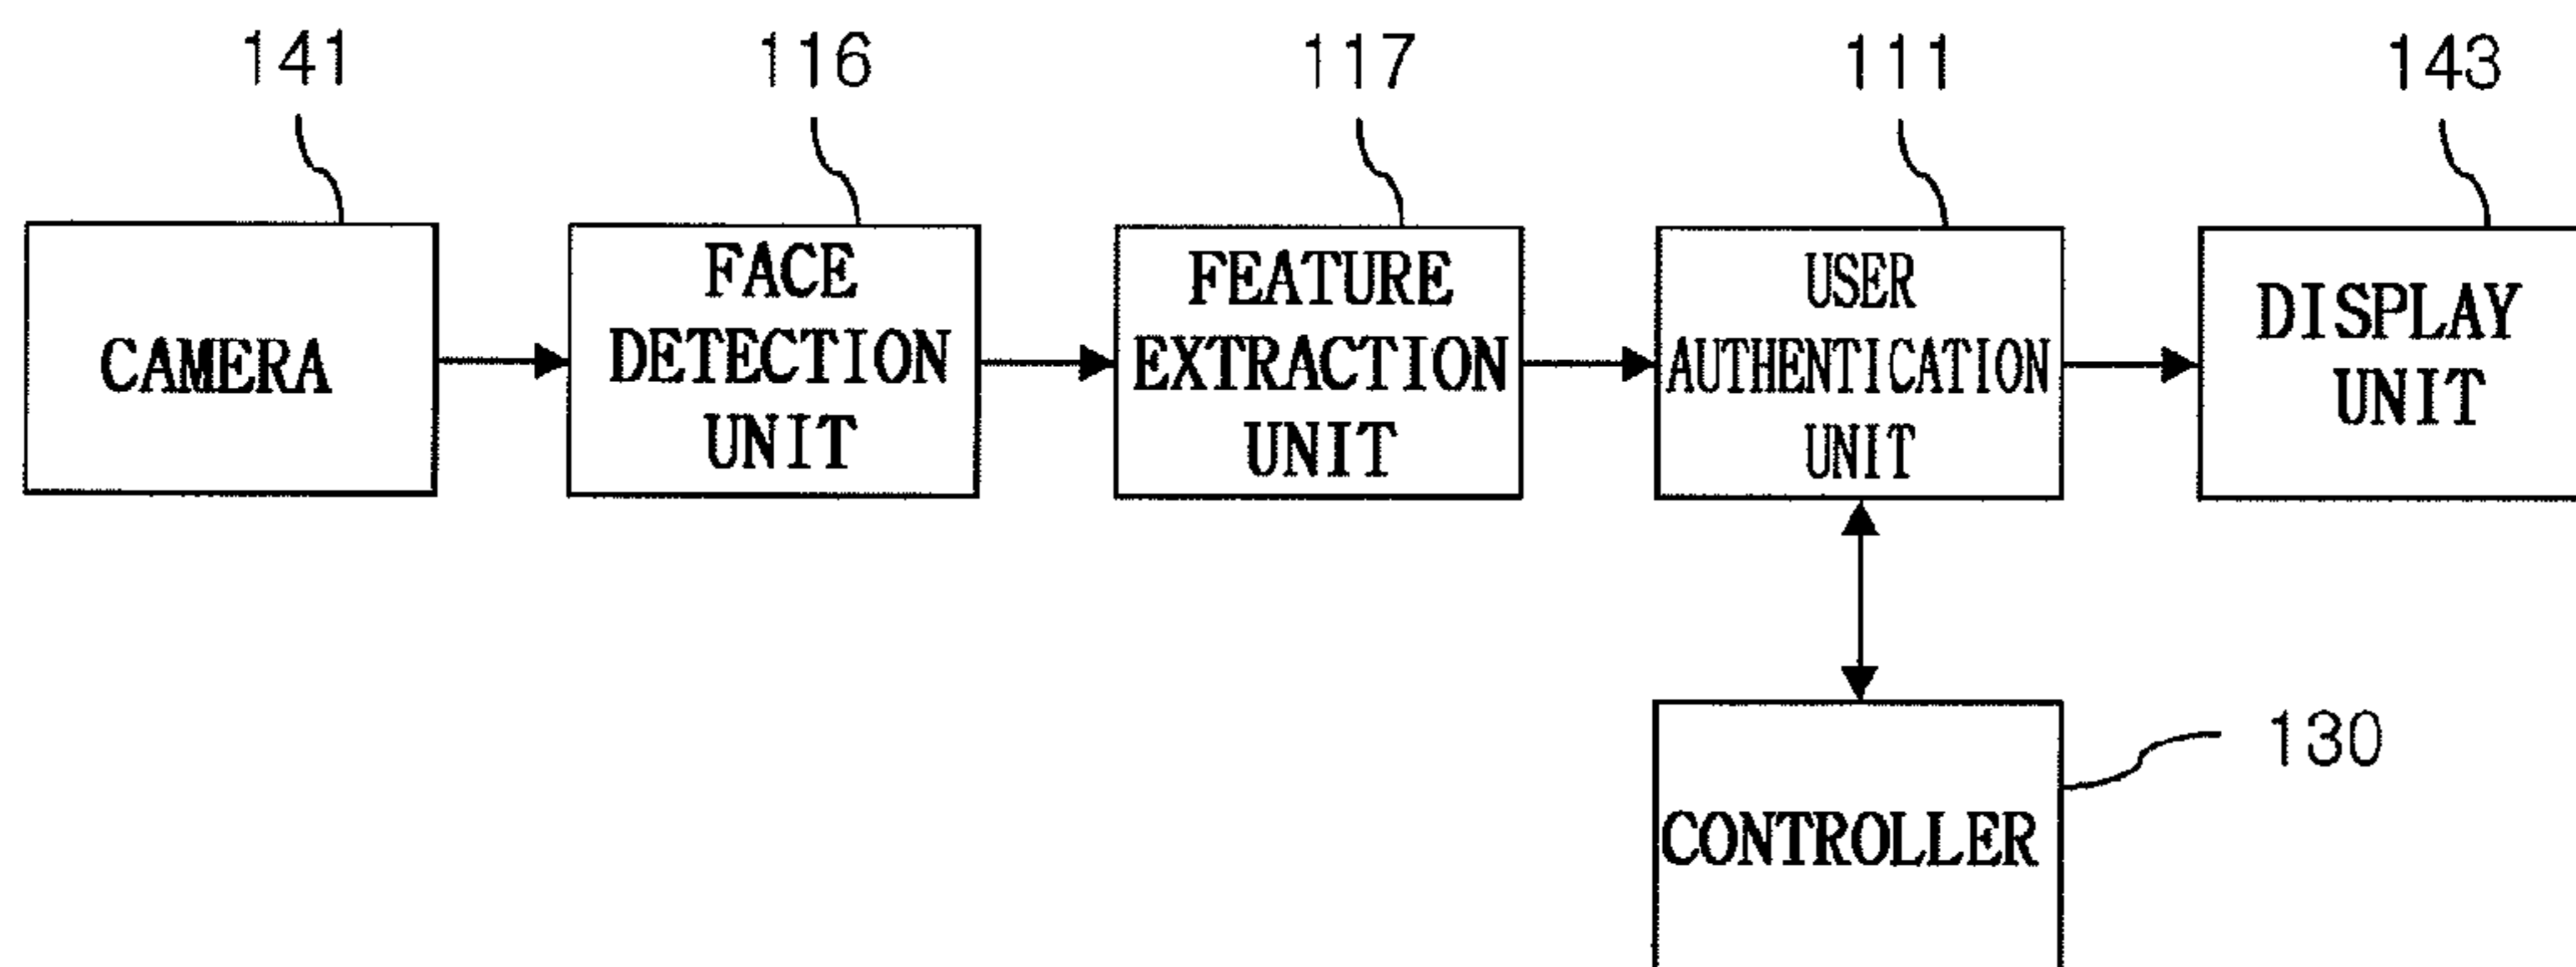 141
116
117
111
143
CAMERA
FACE
DETECTION
UNIT
FEATURE
EXTRACTION
UNIT
USER
AUTHENTICATION
UNIT
DISPLAY
UNIT
130
CONTROLLER